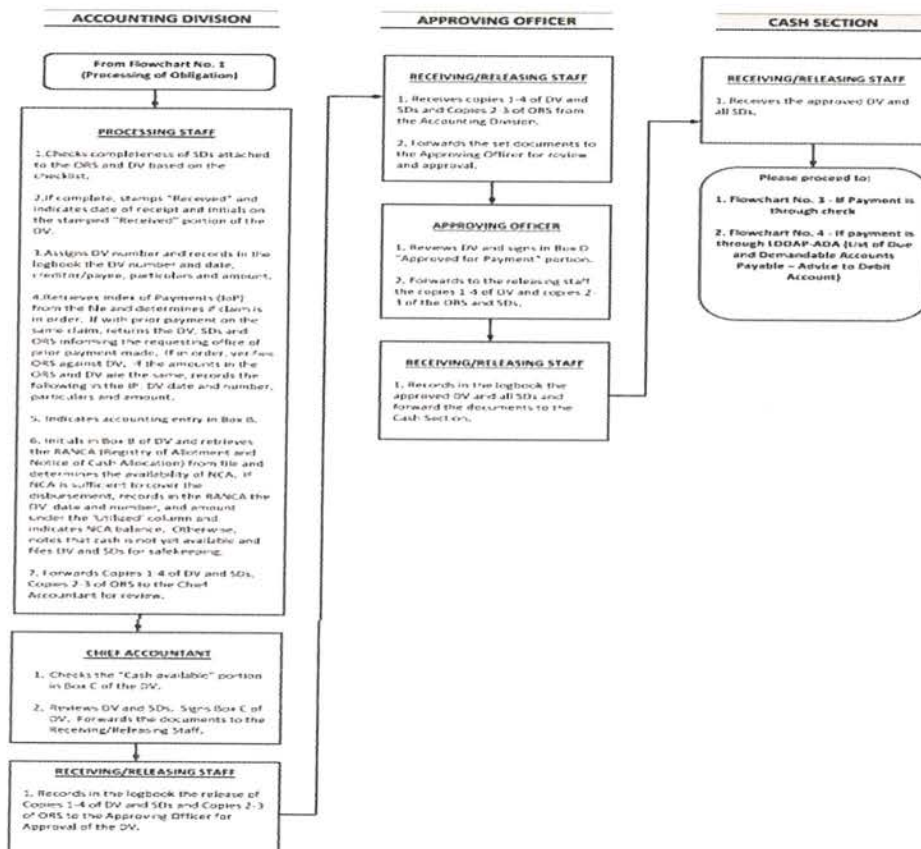 ACCOUNTING DIVISION
From Flowchart No. 1
(Processing of Obligation)
PROCESSING STAFF
1.Checks completeness of SDs attached
to the ORS and DV based on the
checklist.
2.If complete, stamps "Received" and
indicates date of receipt and initials on
the stamped "Received" portion of the
DV.
3.Assigns DV number and records in the
logbook the DV number and date,
creditor/payee, particulars and amount.
4.Retrieves Index of Payments (IoP)
from the file and determines if claim is
in order. If with prior payment on the
same claim, returns the DV, SDs and
ORS informing the requesting office of
prior payment made. If in order, verifies
ORS against DV. If the amounts in the
ORS and DV are the same, records the
following in the IP: DV date and number,
particulars and amount.
5. Indicates accounting entry in Box B.
6. Initials in Box B of DV and retrieves
the RANCA (Registry of Allotment and
Notice of Cash Allocation) from file and
determines the availability of NCA. If
NCA is sufficient to cover the
disbursement, records in the RANCA the
DV date and number, and amount
under the 'Utilized' column and
indicates NCA balance. Otherwise,
notes that cash is not yet available and
files DV and SDs for safekeeping.
7. Forwards Copies 1-4 of DV and SDs,
Copies 2-3 of ORS to the Chief
Accountant for review.
CHIEF ACCOUNTANT
1. Checks the "Cash available" portion
in Box C of the DV.
2. Reviews DV and SDs. Signs Box C of
DV. Forwards the documents to the
Receiving/Releasing Staff.
RECEIVING/RELEASING STAFF
1. Records in the logbook the release of
Copies 1-4 of DV and SDs and Copies 2-3
of ORS to the Approving Officer for
Approval of the DV.
APPROVING OFFICER
RECEIVING/RELEASING STAFF
1. Receives copies 1-4 of DV and
SDs and Copies 2-3 of ORS from
the Accounting Division.
2. Forwards the set documents to
the Approving Officer for review
and approval.
APPROVING OFFICER
1. Reviews DV and signs in Box D
"Approved for Payment" portion.
2. Forwards to the releasing staff
the copies 1-4 of DV and copies 2-
3 of the ORS and SDs.
RECEIVING/RELEASING STAFF
1. Records in the logbook the
approved DV and all SDs and
forward the documents to the
Cash Section.
CASH SECTION
RECEIVING/RELEASING STAFF
1. Receives the approved DV and
all SDs.
Please proceed to:
1. Flowchart No. 3 - If Payment is
through check
2. Flowchart No. 4 - If payment is
through LDDAP-ADA (List of Due
and Demandable Accounts
Payable – Advice to Debit
Account)